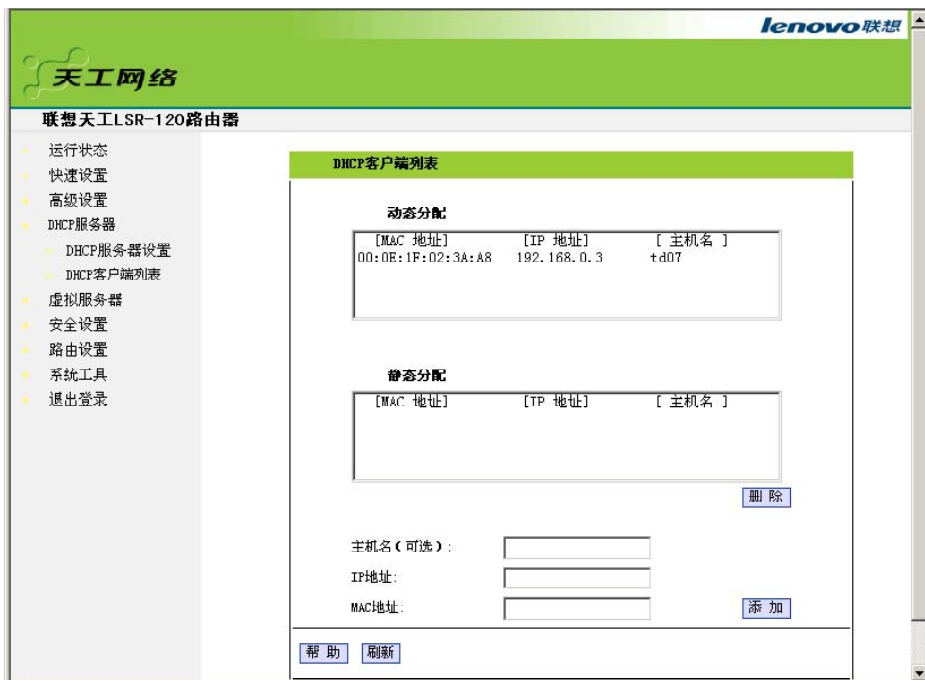 lenovo联想
天工网络
联想天工LSR-120路由器
运行状态
快速设置
高级设置
DHCP服务器
DHCP服务器设置
DHCP客户端列表
虚拟服务器
安全设置
路由设置
系统工具
退出登录
DHCP客户端列表
动态分配
[MAC 地址] [IP 地址] [ 主机名 ]
00:0E:1F:02:3A:A8 192.168.0.3 td07
静态分配
[MAC 地址] [IP 地址] [ 主机名 ]
删 除
主机名(可选):
IP地址:
MAC地址:
添 加
帮 助 刷新